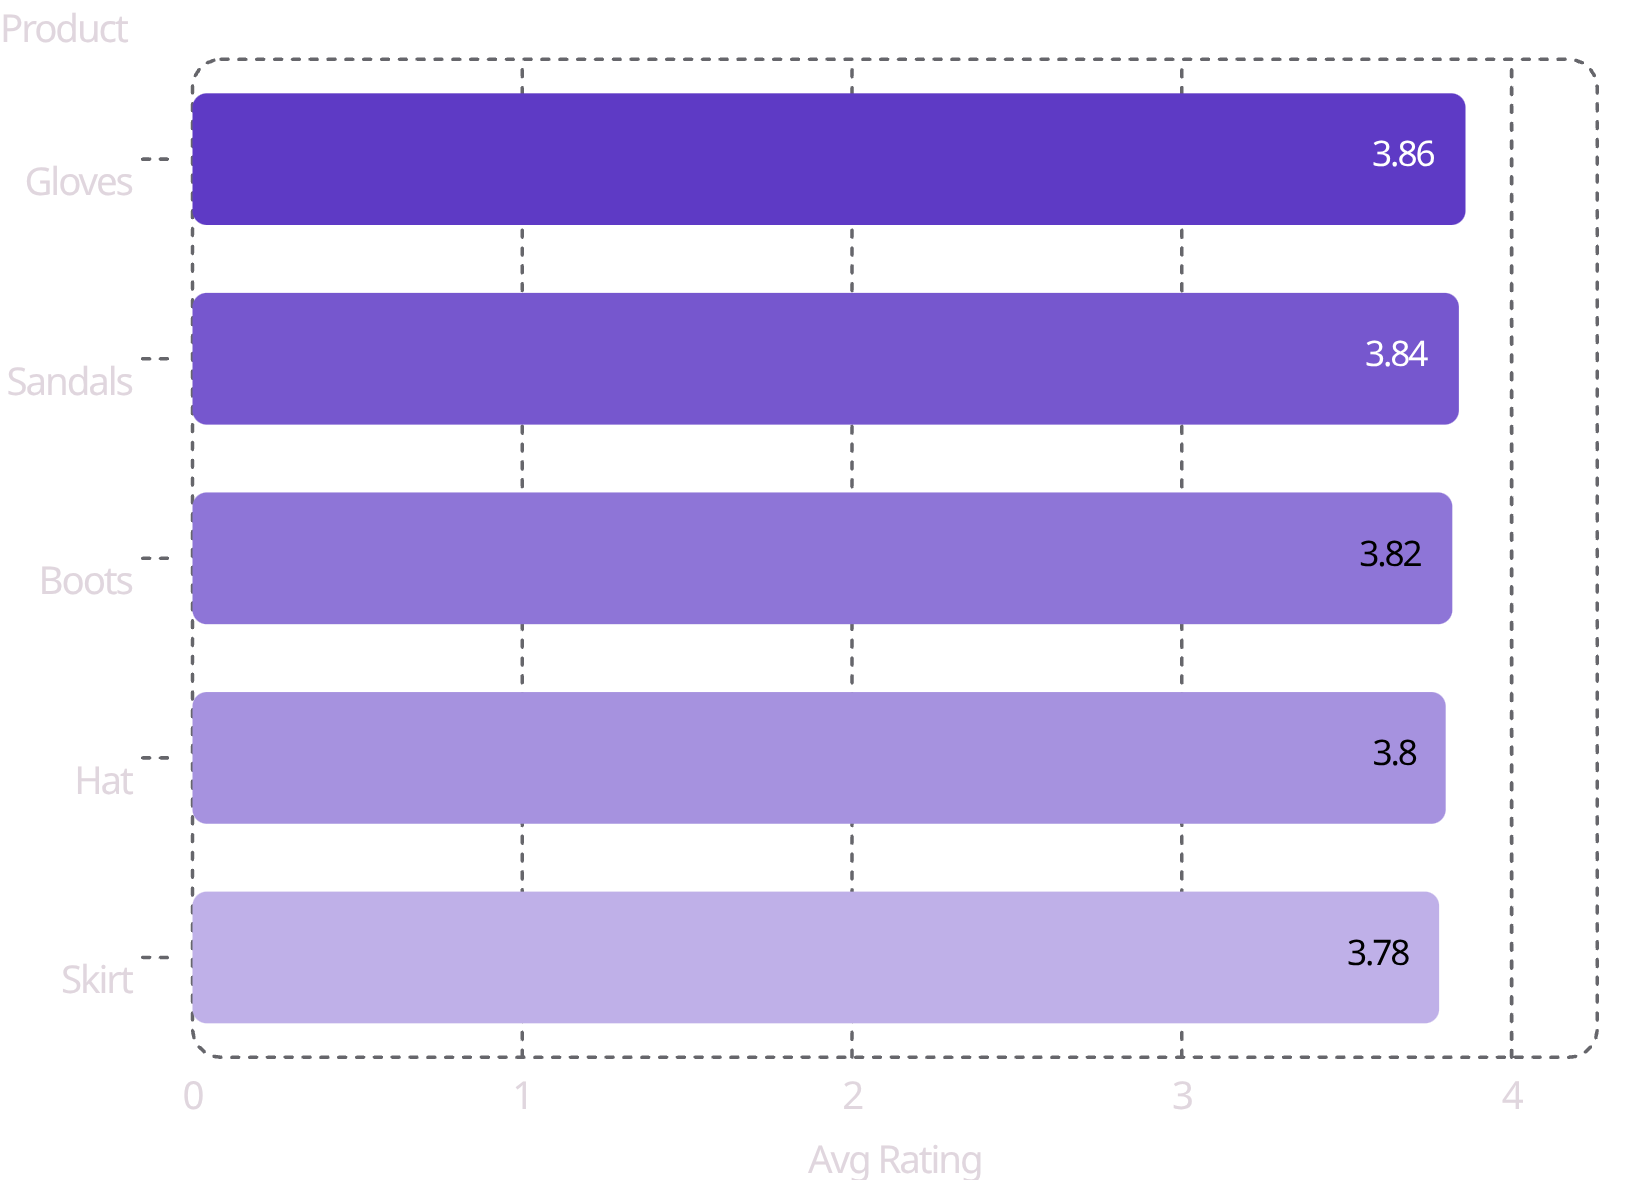 Product
Gloves 3.86
Sandals 3.84
Boots 3.82
Hat 3.8
Skirt 3.78
0 1 2 3 4
Avg Rating